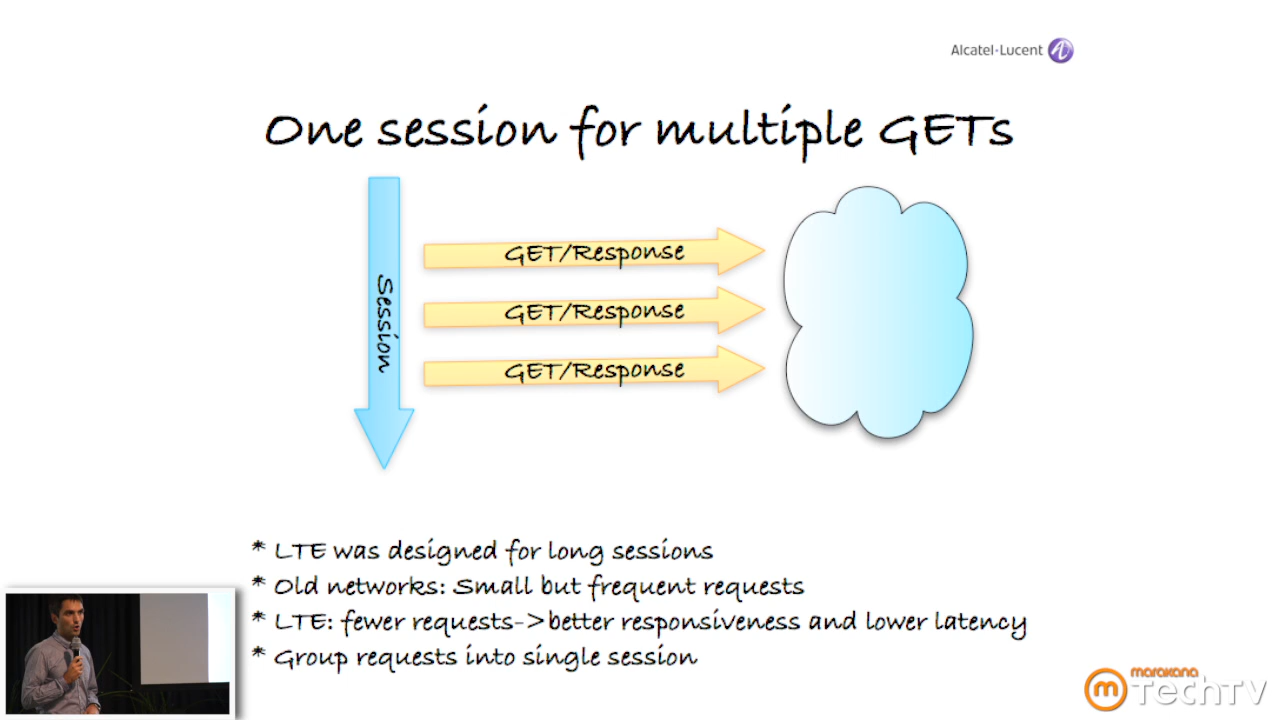 Alcatel·Lucent
One session for multiple GETs
Session
GET/Response
GET/Response
GET/Response
* LTE was designed for long sessions
* Old networks: Small but frequent requests
* LTE: fewer requests->better responsiveness and lower latency
* Group requests into single session
marakana
m TechTV